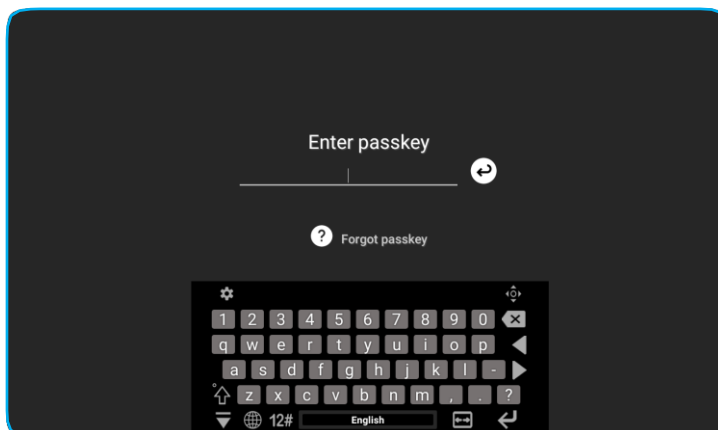 Enter passkey
? Forgot passkey
1 2 3 4 5 6 7 8 9 0
q w e r t y u i o p
a s d f g h j k l -
z x c v b n m , . ?
12# English